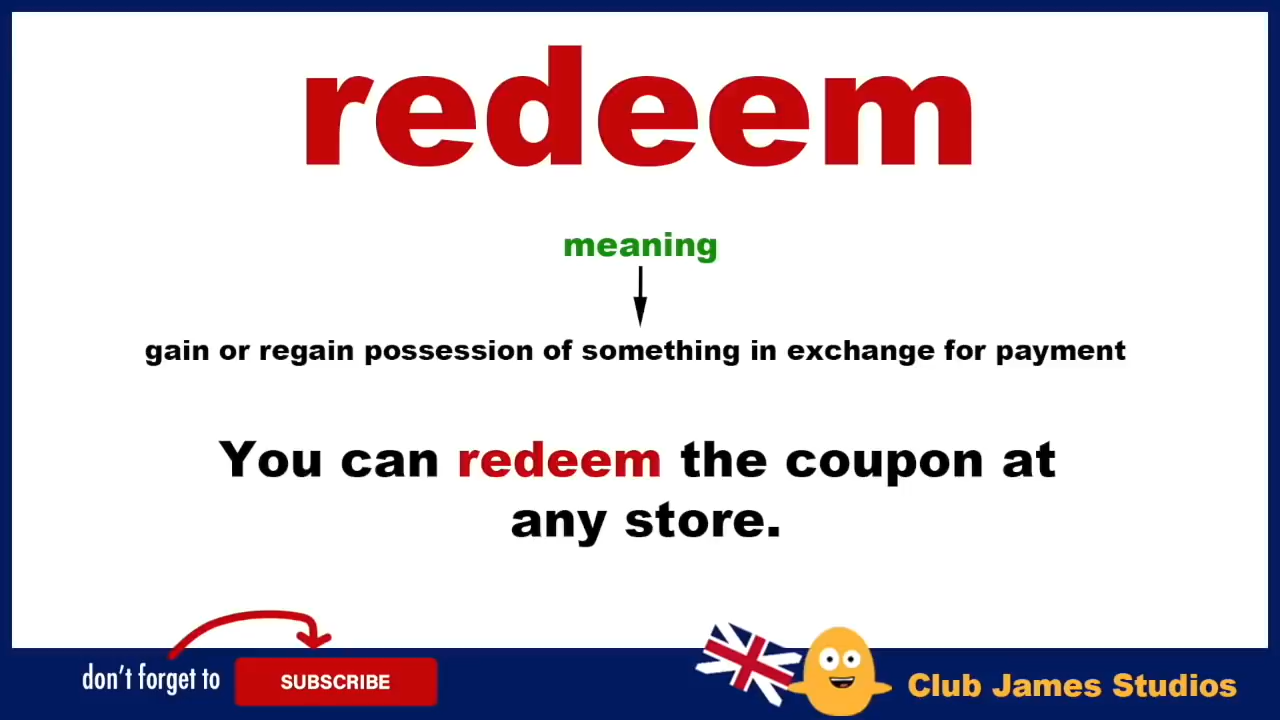 redeem
meaning
gain or regain possession of something in exchange for payment
You can redeem the coupon at
any store.
don't forget to
SUBSCRIBE
Club James Studios